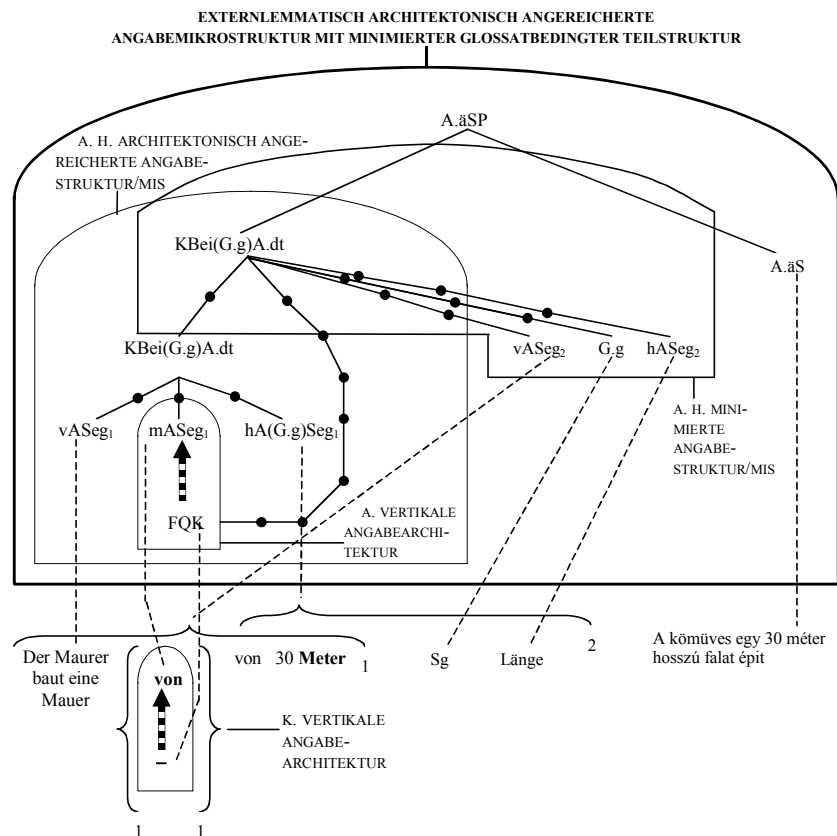 EXTERNLEMMATISCH ARCHITEKTONISCH ANGEREICHERTE
ANGABEMIKROSTRUKTUR MIT MINIMIERTER GLOSSATBEDINGTER TEILSTRUKTUR
A.äSP
A. H. ARCHITEKTONISCH ANGE-
REICHERTE ANGABE-
STRUKTUR/MIS
KBei(G.g)A.dt
A.äS
KBei(G.g)A.dt
vASeg2 G.g hASeg2
vASeg1 mASeg1 hA(G.g)Seg1
A. H. MINI-
MIERTE
ANGABE-
STRUKTUR/MIS
FQK
A. VERTIKALE
ANGABEARCHI-
TEKTUR
Der Maurer
baut eine
Mauer
von 30 Meter 1
2
Sg
Länge
A kömüves egy 30 méter
hosszú falat épit
von
–
K. VERTIKALE
ANGABE-
ARCHITEKTUR
1 1